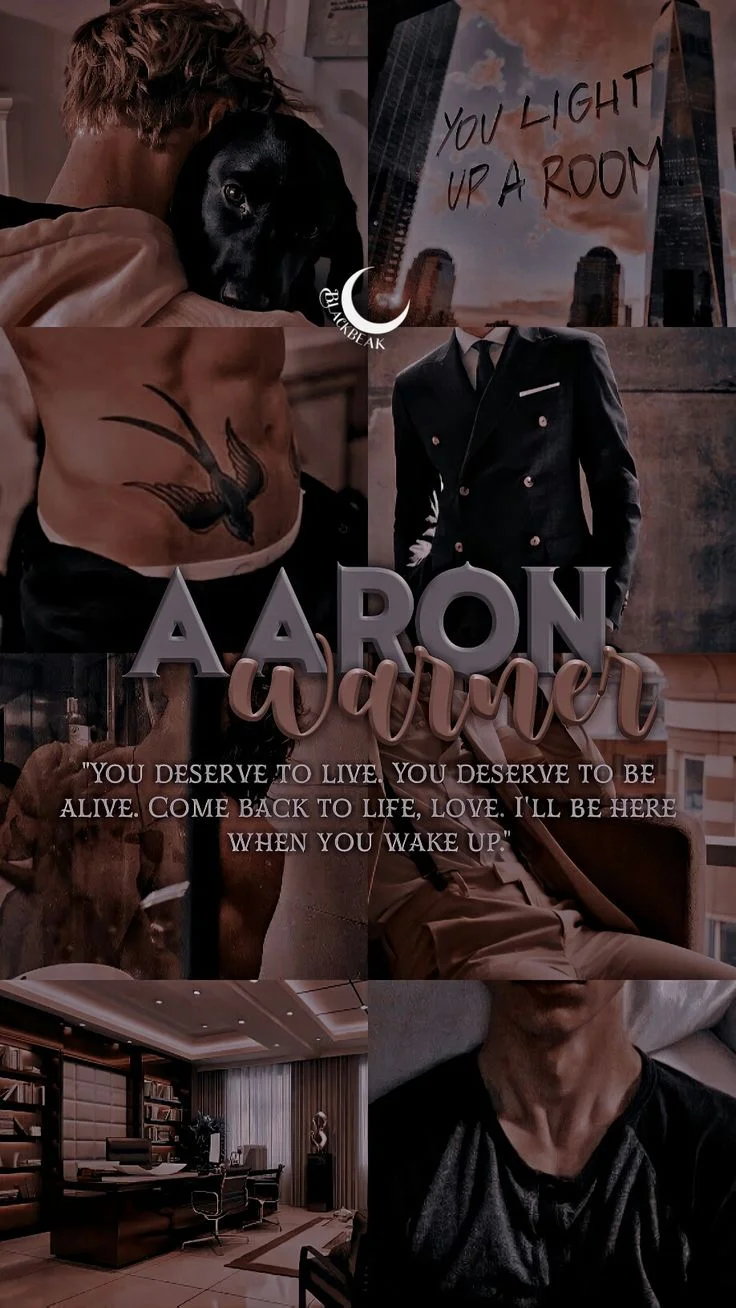 YOU LIGHT
UP A ROOM
BLACKBEAK
AARON
warner
"YOU DESERVE TO LIVE. YOU DESERVE TO BE
ALIVE. COME BACK TO LIFE, LOVE. I'LL BE HERE
WHEN YOU WAKE UP."